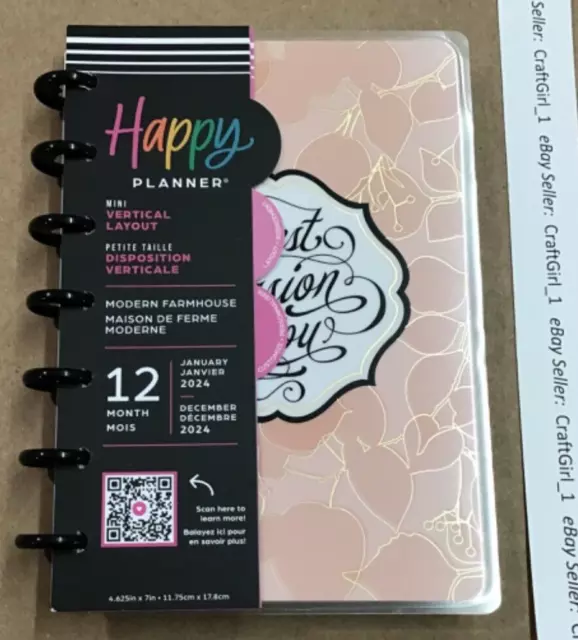 Happy
PLANNER®
MINI
VERTICAL
LAYOUT
PETITE TAILLE
DISPOSITION
VERTICALE
MODERN FARMHOUSE
MAISON DE FERME
MODERNE
12
MONTH
MOIS
JANUARY
JANVIER
2024
—
DECEMBER
DÉCEMBRE
2024
Scan here to
learn more!
Balayez ici pour
en savoir plus!
4.625in x 7in • 11.75cm x 17.8cm
Seller: CraftGirl_1 eBay Seller: CraftGirl_1 eBay Seller: CraftGirl_1 eBay Seller: C